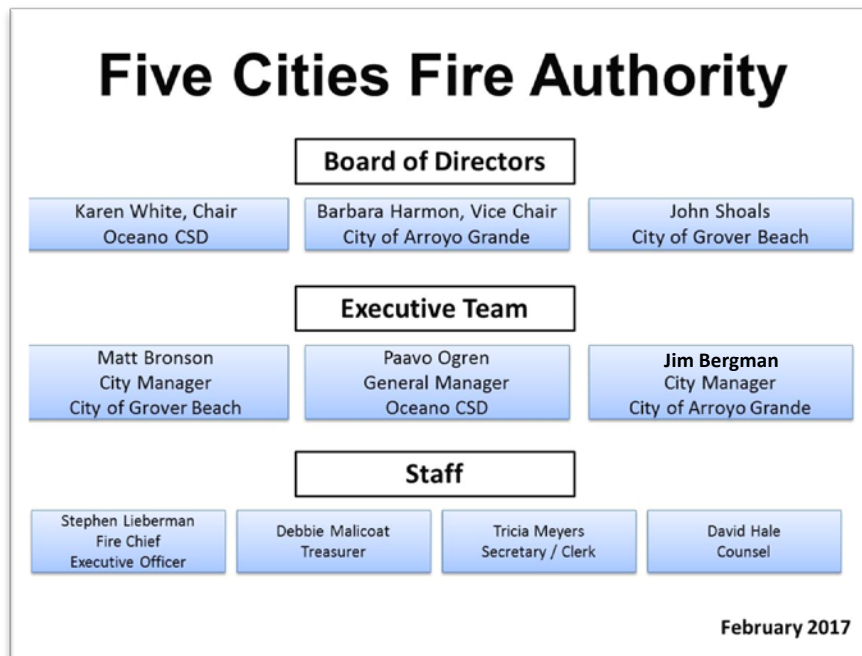 Five Cities Fire Authority
Board of Directors
Karen White, Chair
Oceano CSD
Barbara Harmon, Vice Chair
City of Arroyo Grande
John Shoals
City of Grover Beach
Executive Team
Matt Bronson
City Manager
City of Grover Beach
Paavo Ogren
General Manager
Oceano CSD
Jim Bergman
City Manager
City of Arroyo Grande
Staff
Stephen Lieberman
Fire Chief
Executive Officer
Debbie Malicoat
Treasurer
Tricia Meyers
Secretary / Clerk
David Hale
Counsel
February 2017